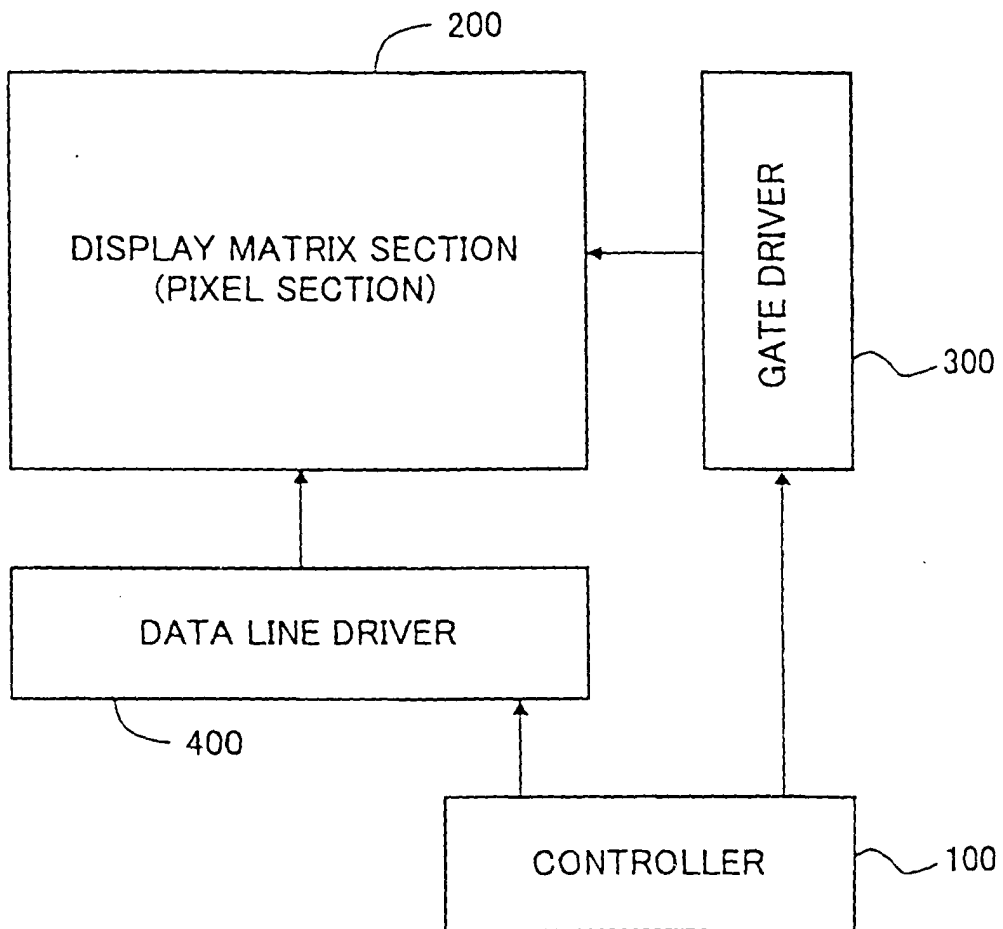 200
DISPLAY MATRIX SECTION
(PIXEL SECTION)
GATE DRIVER
300
DATA LINE DRIVER
400
CONTROLLER
100